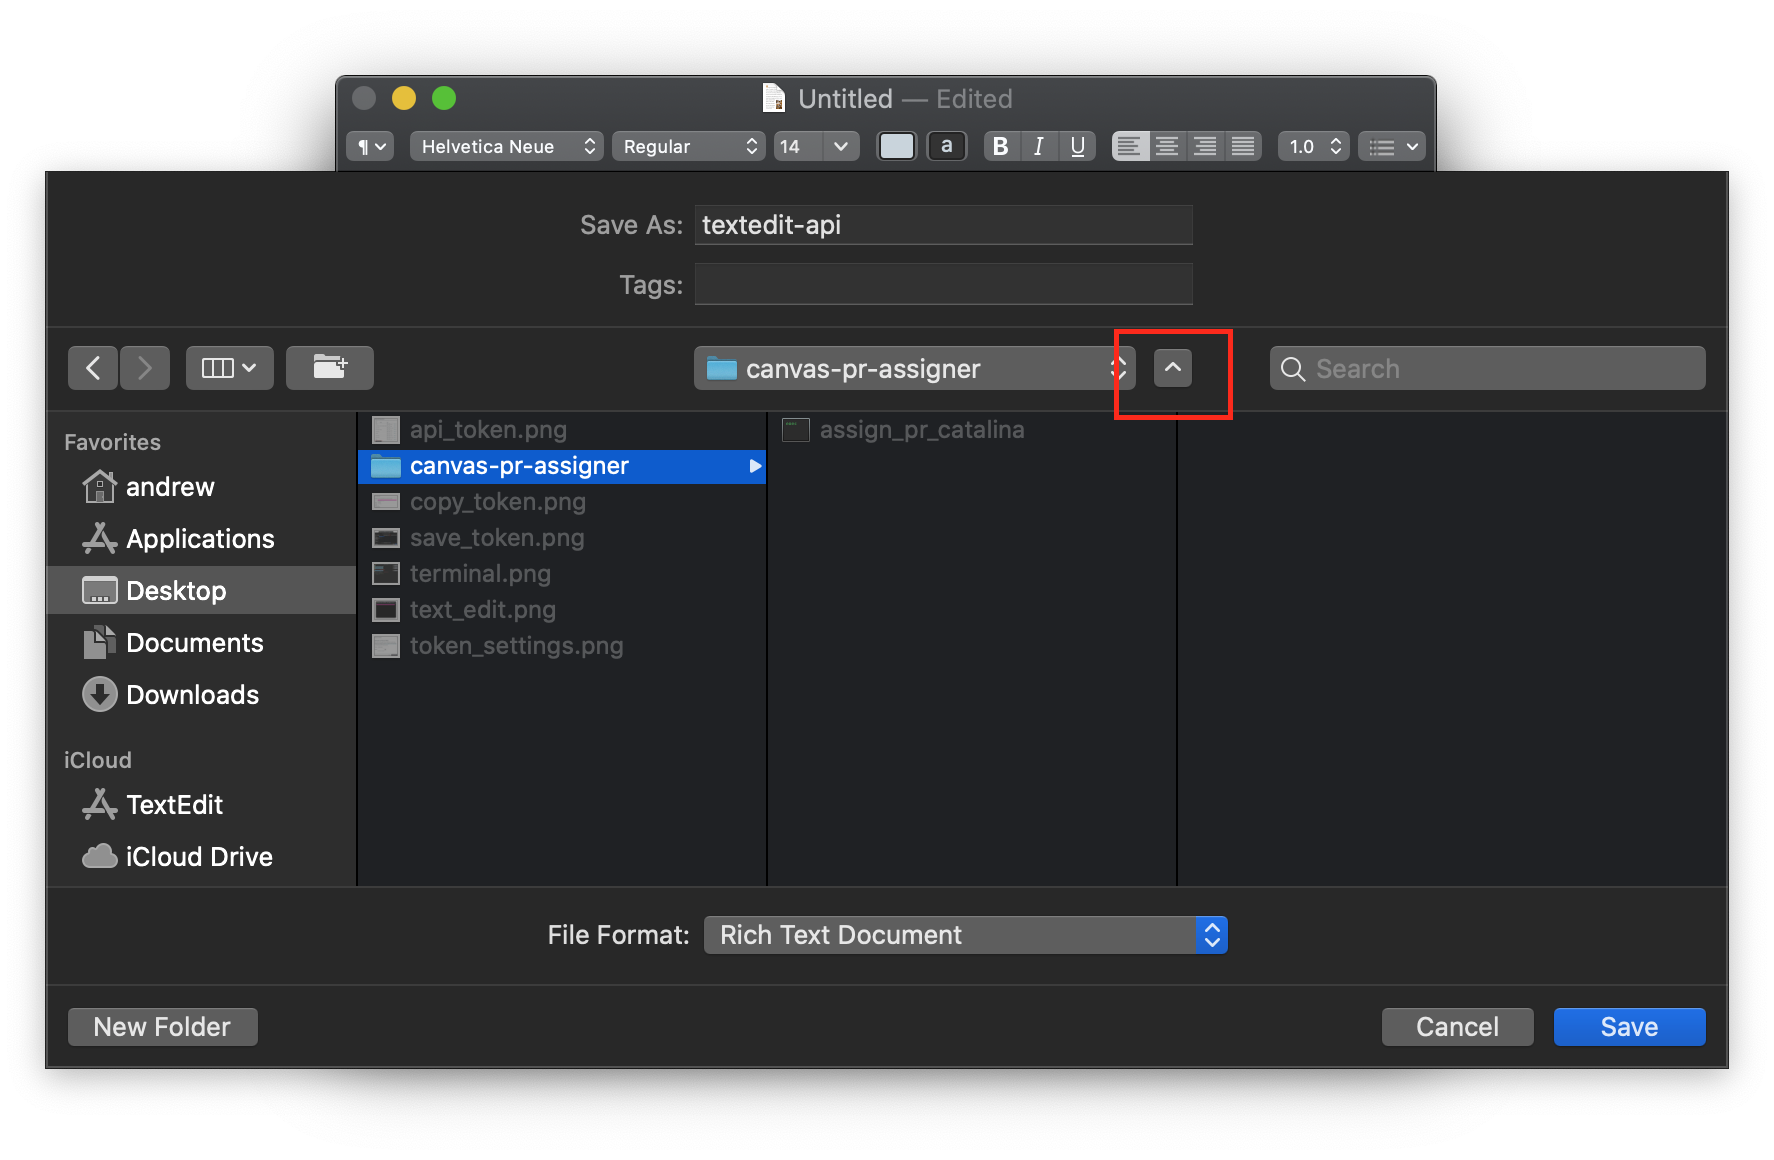 Untitled — Edited
¶ Helvetica Neue Regular 14 a B I U 1.0
Save As: textedit-api
Tags:
canvas-pr-assigner Search
Favorites
andrew
Applications
Desktop
Documents
Downloads
iCloud
TextEdit
iCloud Drive
api_token.png
canvas-pr-assigner
copy_token.png
save_token.png
terminal.png
text_edit.png
token_settings.png
assign_pr_catalina
File Format: Rich Text Document
New Folder Cancel Save